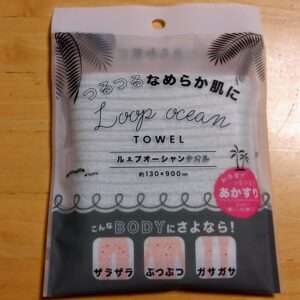 つるつるなめらか肌に
Loop ocean
TOWEL
ループオーシャンタオル
約130×900mm
あかすり
こんなBODYにさよなら!
ザラザラ
ぶつぶつ
ガサガサ